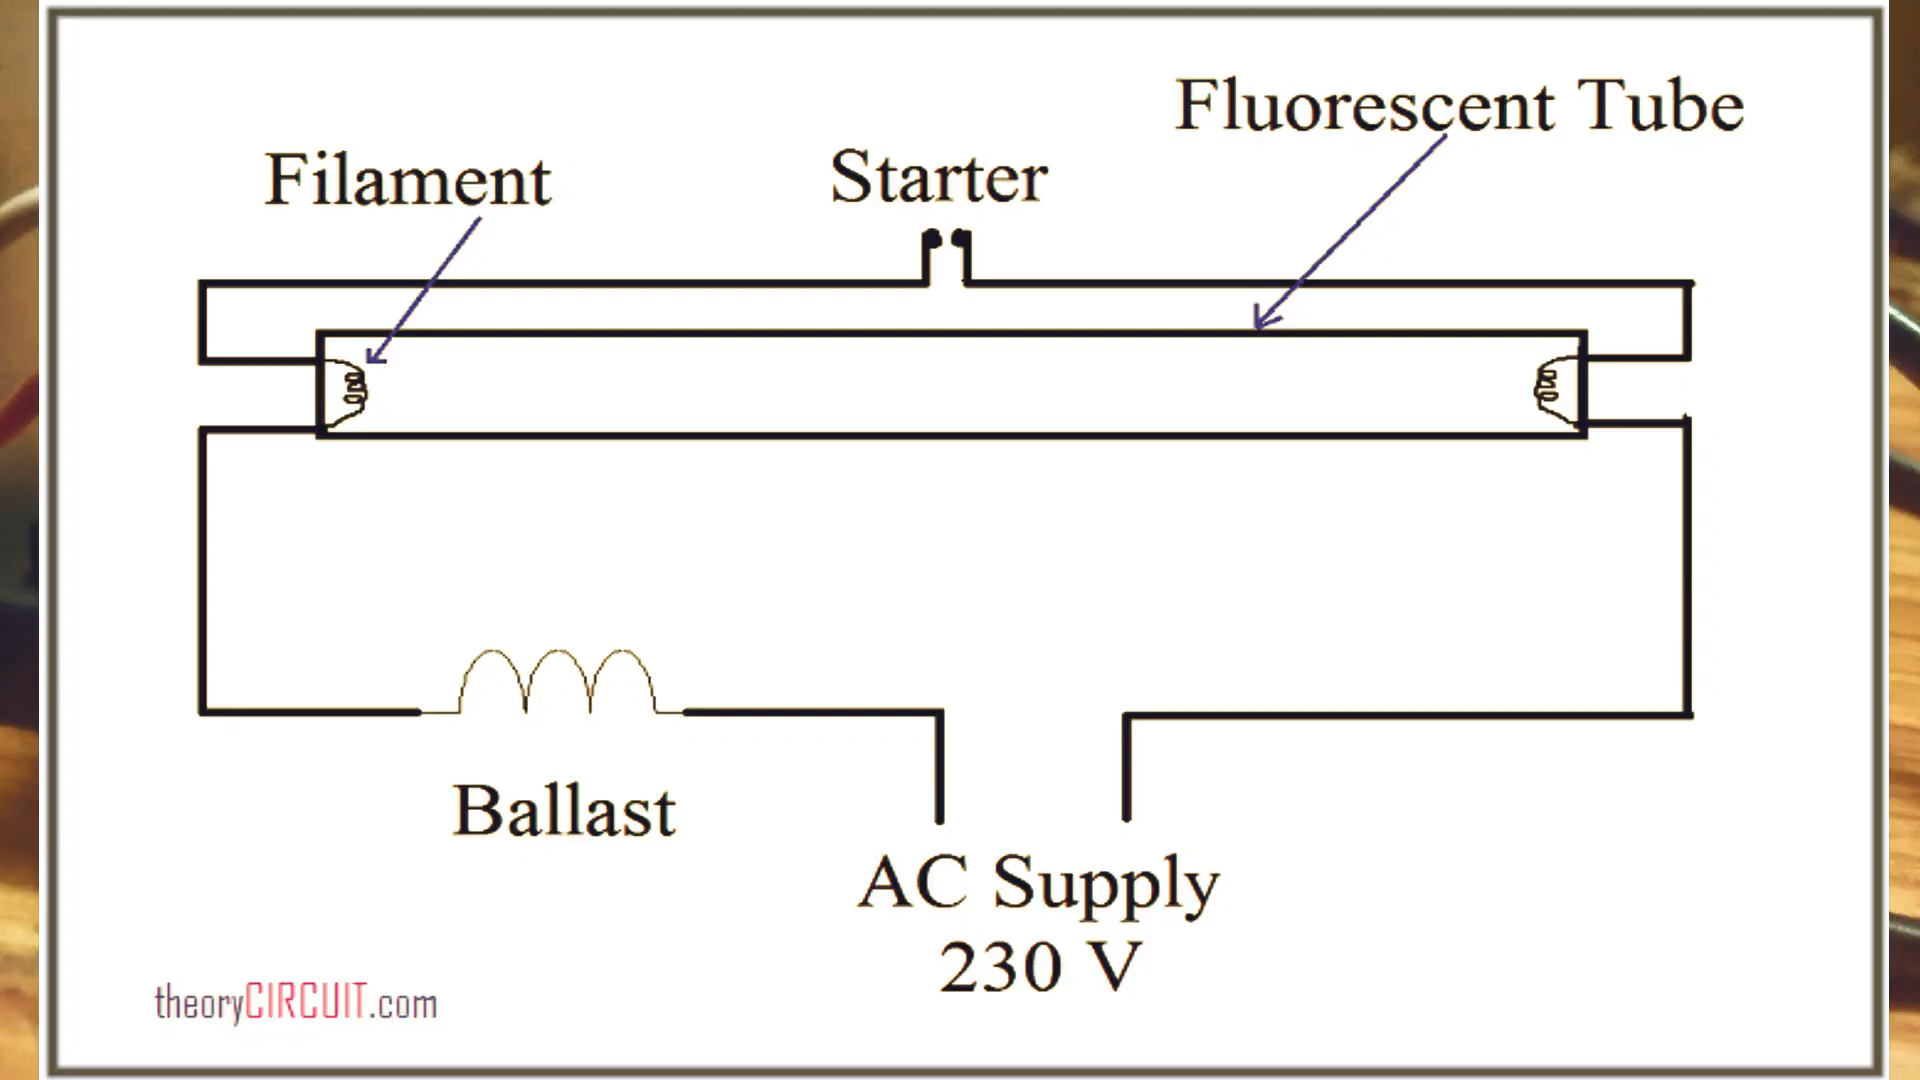 Fluorescent Tube
Filament
Starter
Ballast
AC Supply
230 V
theoryCIRCUIT.com